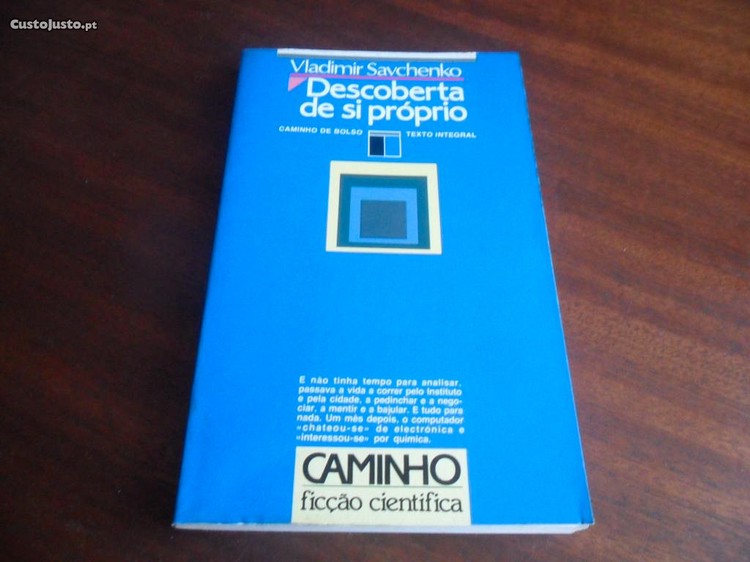 CustoJusto.pt
Vladimir Savchenko
Descoberta
de si próprio
CAMINHO DE BOLSO TEXTO INTEGRAL
E não tinha tempo para analisar,
passava a vida a correr pelo Instituto
e pela cidade, a pedinchar e a nego-
ciar, a mentir e a bajular. E tudo para
nada. Um mês depois, o computador
«chateou-se» de electrónica e
«interessou-se» por química.
CAMINHO
ficção científica